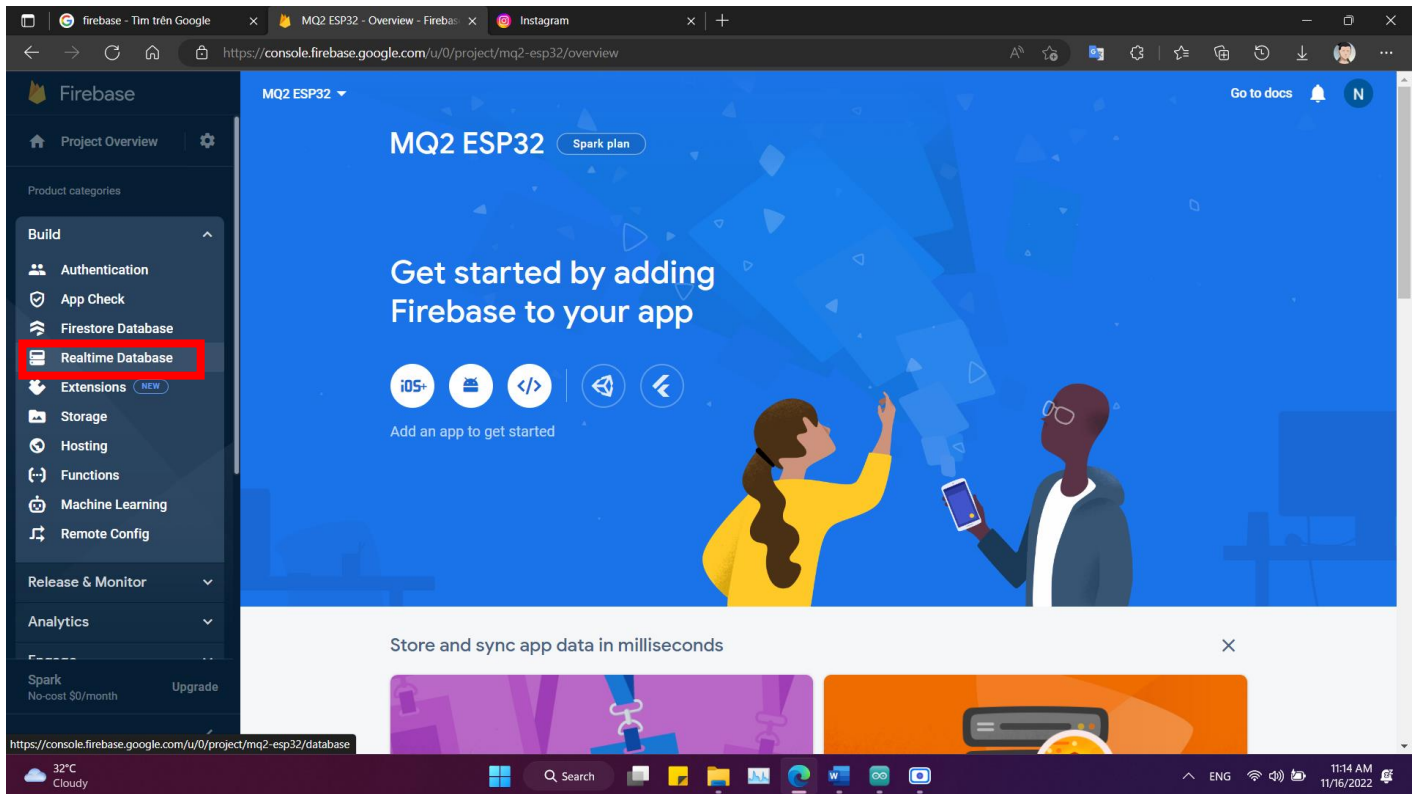 firebase - Tìm trên Google
MQ2 ESP32 - Overview - Firebas
Instagram
https://console.firebase.google.com/u/0/project/mq2-esp32/overview
Firebase
MQ2 ESP32
Go to docs
N
Project Overview
MQ2 ESP32
Spark plan
Product categories
Build
Authentication
App Check
Firestore Database
Realtime Database
Extensions NEW
Storage
Hosting
Functions
Machine Learning
Remote Config
Release & Monitor
Analytics
Get started by adding
Firebase to your app
iOS+
Add an app to get started
Store and sync app data in milliseconds
Spark
No-cost $0/month
Upgrade
https://console.firebase.google.com/u/0/project/mq2-esp32/database
32°C
Cloudy
Search
ENG
11:14 AM
11/16/2022